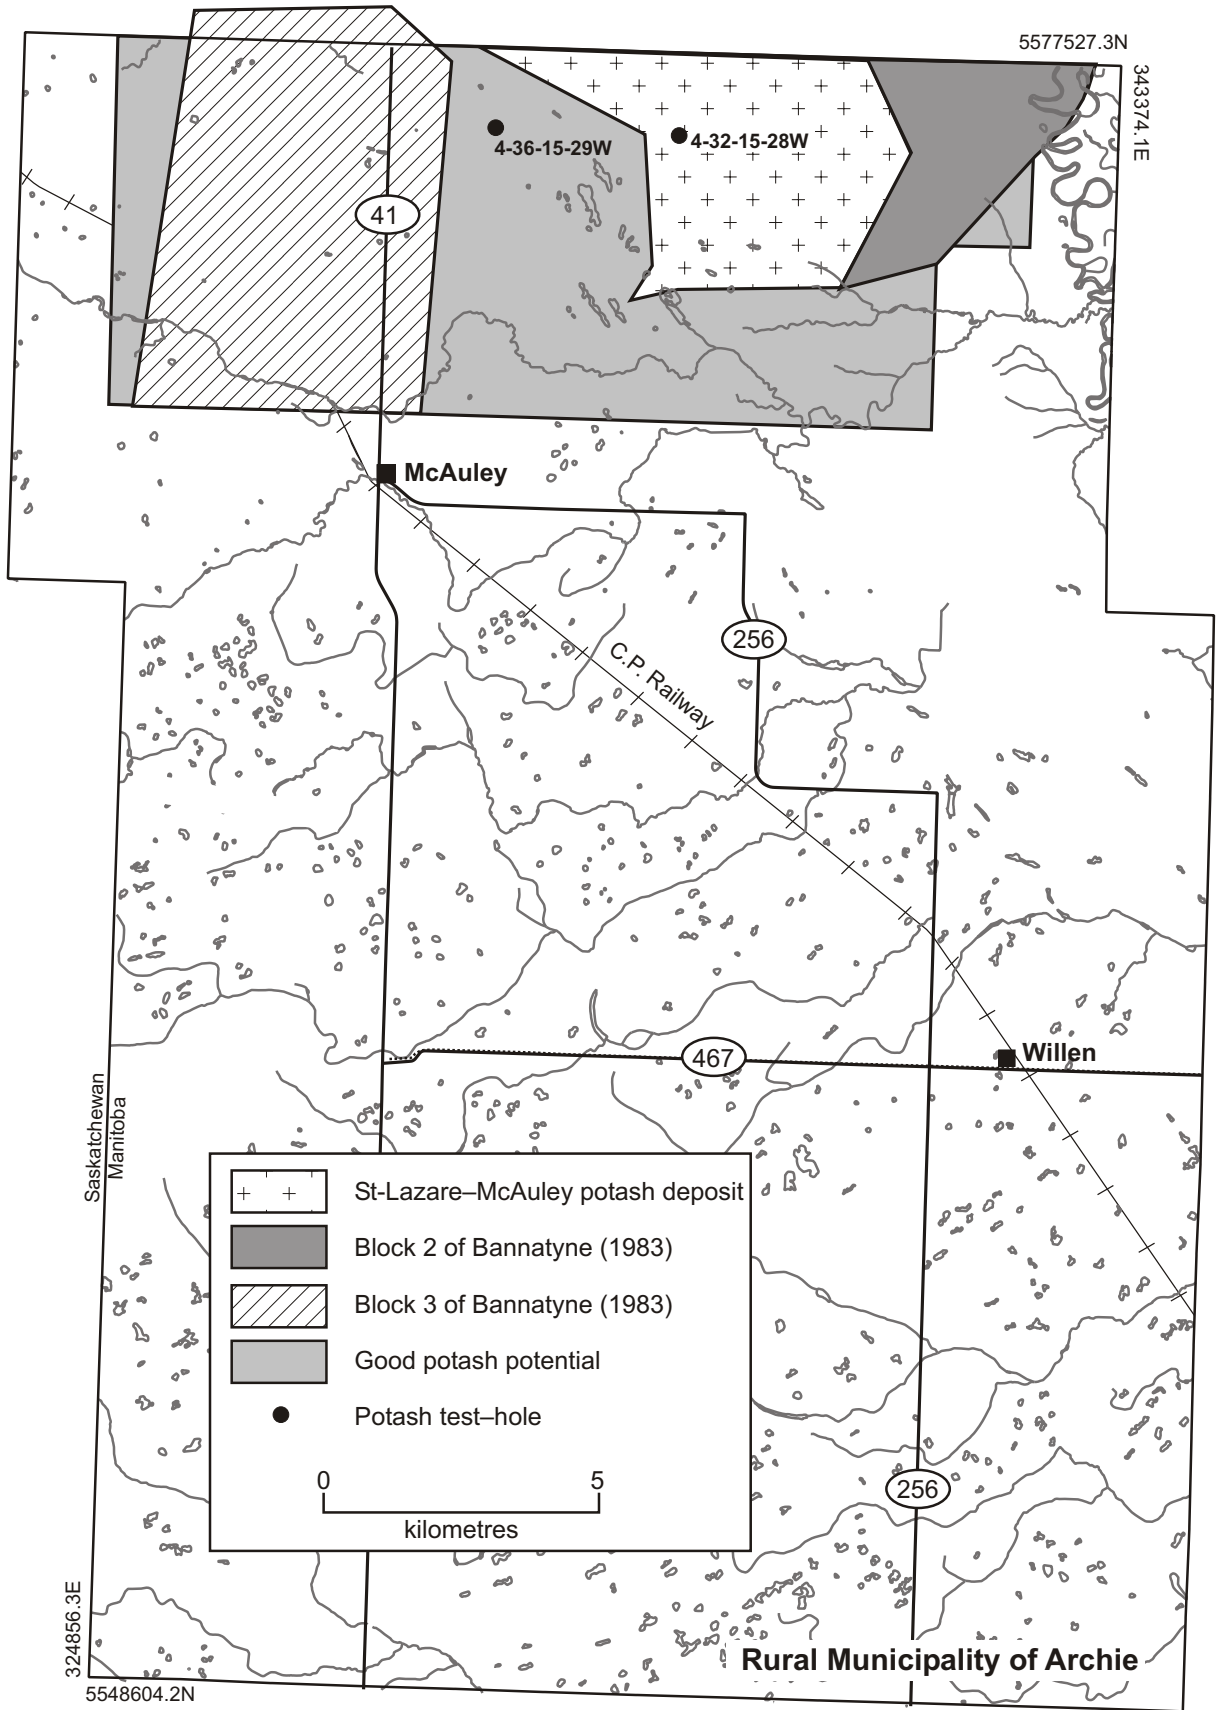 5577527.3N
343374.1E
4-36-15-29W
4-32-15-28W
41
McAuley
256
C.P. Railway
467
Willen
Saskatchewan
Manitoba
St-Lazare–McAuley potash deposit
Block 2 of Bannatyne (1983)
Block 3 of Bannatyne (1983)
Good potash potential
Potash test–hole
0 5
kilometres
256
324856.3E
Rural Municipality of Archie
5548604.2N